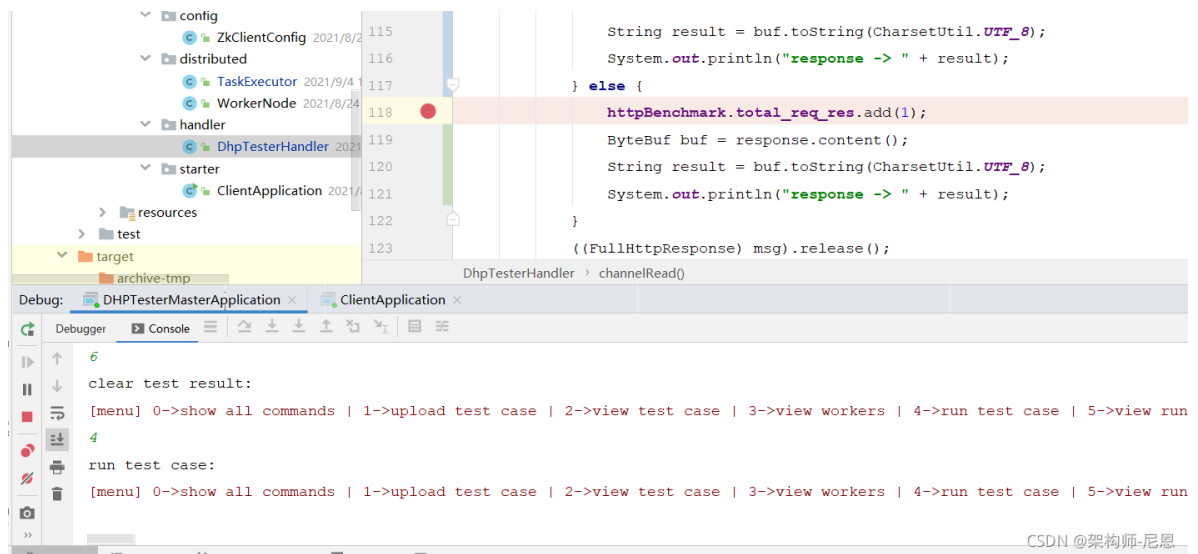 config
ZkClientConfig 2021/8/2
distributed
TaskExecutor 2021/9/4 1
WorkerNode 2021/8/24
handler
DhpTesterHandler 2021
starter
ClientApplication 2021/
resources
test
target
archive-tmp
115 String result = buf.toString(CharsetUtil.UTF_8);
116 System.out.println("response -> " + result);
117 } else {
118 httpBenchmark.total_req_res.add(1);
119 ByteBuf buf = response.content();
120 String result = buf.toString(CharsetUtil.UTF_8);
121 System.out.println("response -> " + result);
122 }
123 ((FullHttpResponse) msg).release();
DhpTesterHandler › channelRead()
Debug: DHPTesterMasterApplication × ClientApplication ×
Debugger Console
6
clear test result:
[menu] 0->show all commands | 1->upload test case | 2->view test case | 3->view workers | 4->run test case | 5->view run
4
run test case:
[menu] 0->show all commands | 1->upload test case | 2->view test case | 3->view workers | 4->run test case | 5->view run
CSDN @架构师-尼恩